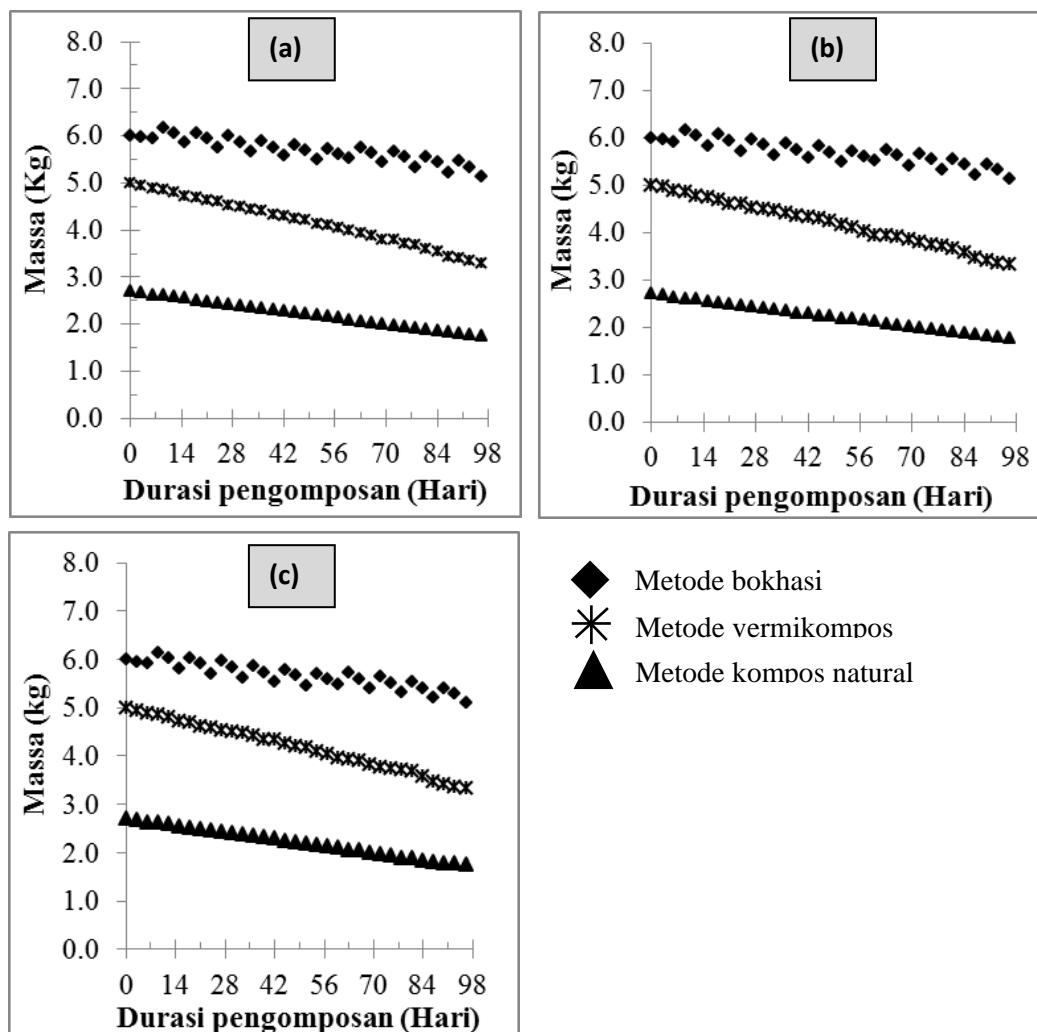 (a)
8.0
7.0
6.0
5.0
4.0
3.0
2.0
1.0
0.0
Massa (Kg)
0 14 28 42 56 70 84 98
Durasi pengomposan (Hari)
(b)
8.0
7.0
6.0
5.0
4.0
3.0
2.0
1.0
0.0
Massa (kg)
0 14 28 42 56 70 84 98
Durasi pengomposan (Hari)
(c)
8.0
7.0
6.0
5.0
4.0
3.0
2.0
1.0
0.0
Massa (kg)
0 14 28 42 56 70 84 98
Durasi pengomposan (Hari)
Metode bokhasi
Metode vermikompos
Metode kompos natural